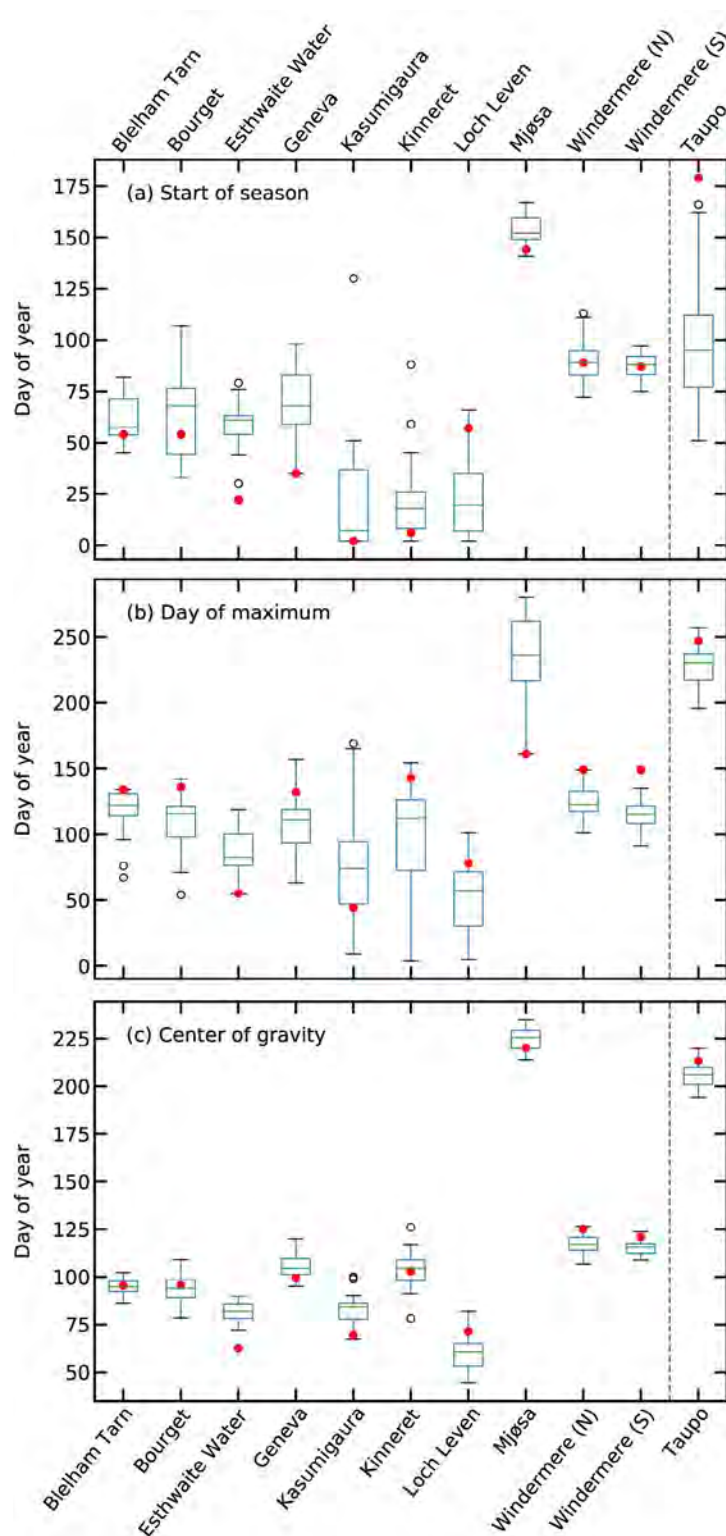 Blelham Tarn
Bourget
Esthwaite Water
Geneva
Kasumigaura
Kinneret
Loch Leven
Mjøsa
Windermere (N)
Windermere (S)
Taupo
(a) Start of season
Day of year
175
150
125
100
75
50
25
0
(b) Day of maximum
Day of year
250
200
150
100
50
0
(c) Center of gravity
Day of year
225
200
175
150
125
100
75
50
Blelham Tarn
Bourget
Esthwaite Water
Geneva
Kasumigaura
Kinneret
Loch Leven
Mjøsa
Windermere (N)
Windermere (S)
Taupo